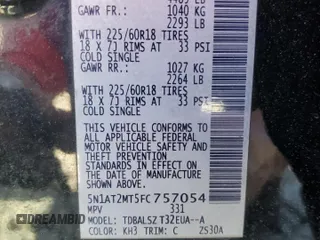 GAWR FR: 1040 KG
2293 LB
WITH 225/60R18 TIRES
18 X 7J RIMS AT 33 PSI
COLD SINGLE
GAWR RR: 1027 KG
2264 LB
WITH 225/60R18 TIRES
18 X 7J RIMS AT 33 PSI
COLD SINGLE
THIS VEHICLE CONFORMS TO
ALL APPLICABLE FEDERAL
MOTOR VEHICLE SAFETY
THEFT PREVENTION
STANDARDS IN EFFECT ON
THE DATE OF MANUFACTURE
SHOWN ABOVE.
5N1AT2MT5FC757054
MPV 331
MODEL: TDBALSZ T32EUA--A
COLOR: KH3 TRIM: C 2530A